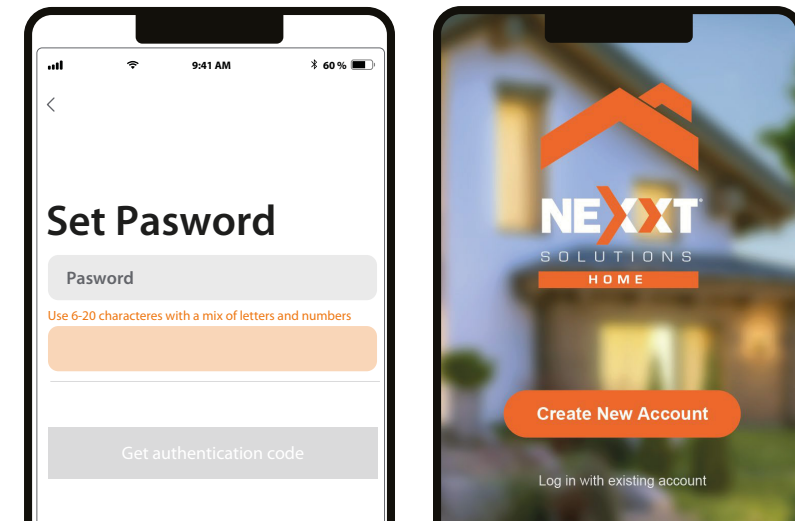 9:41 AM
60 %
Set Pasword
Pasword
Use 6-20 characteres with a mix of letters and numbers
Get authentication code
NEXXT
SOLUTIONS
HOME
Create New Account
Log in with existing account